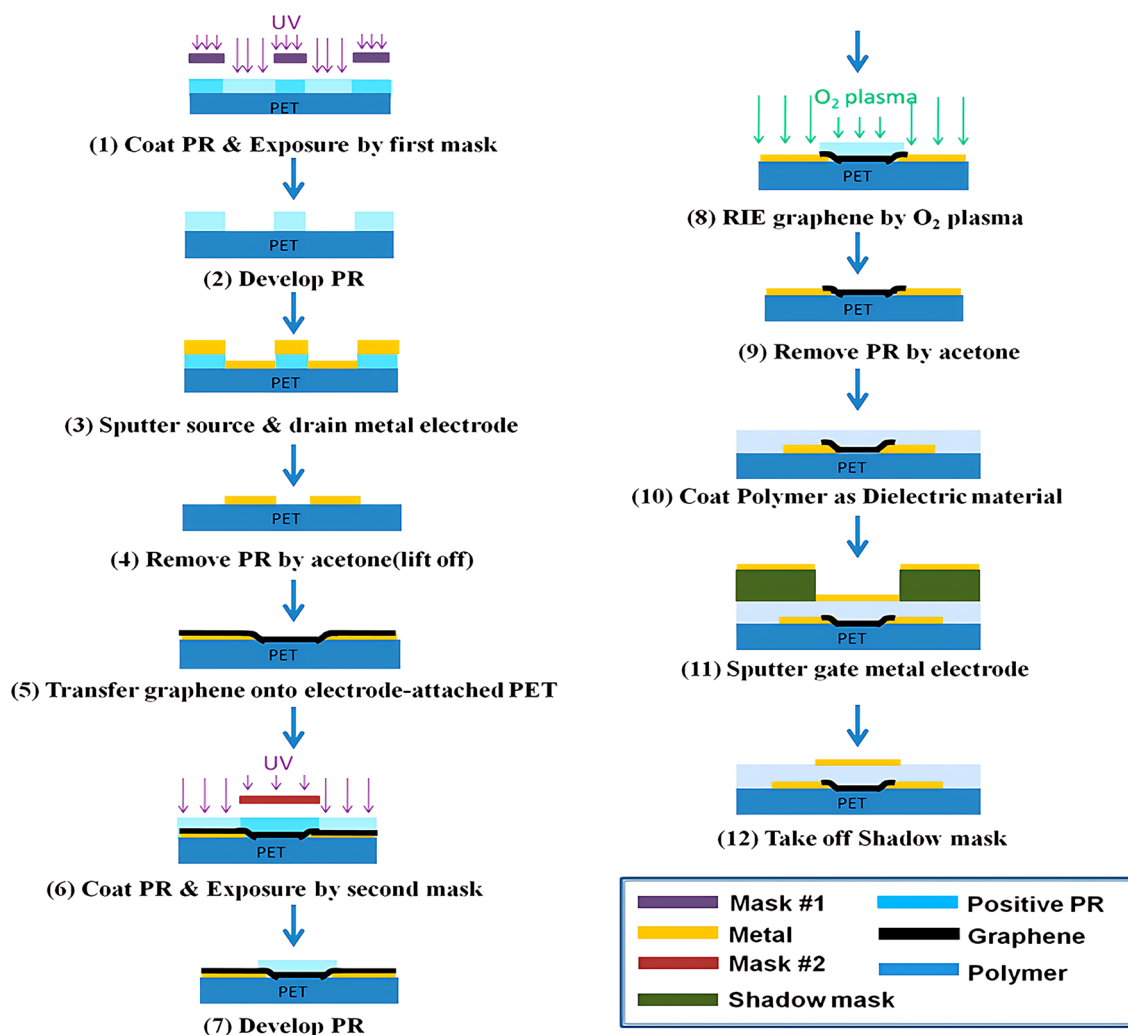 UV
PET
(1) Coat PR & Exposure by first mask
PET
(2) Develop PR
PET
(3) Sputter source & drain metal electrode
PET
(4) Remove PR by acetone(lift off)
PET
(5) Transfer graphene onto electrode-attached PET
UV
PET
(6) Coat PR & Exposure by second mask
PET
(7) Develop PR
O2 plasma
PET
(8) RIE graphene by O2 plasma
PET
(9) Remove PR by acetone
PET
(10) Coat Polymer as Dielectric material
PET
(11) Sputter gate metal electrode
PET
(12) Take off Shadow mask
Mask #1
Metal
Mask #2
Shadow mask
Positive PR
Graphene
Polymer